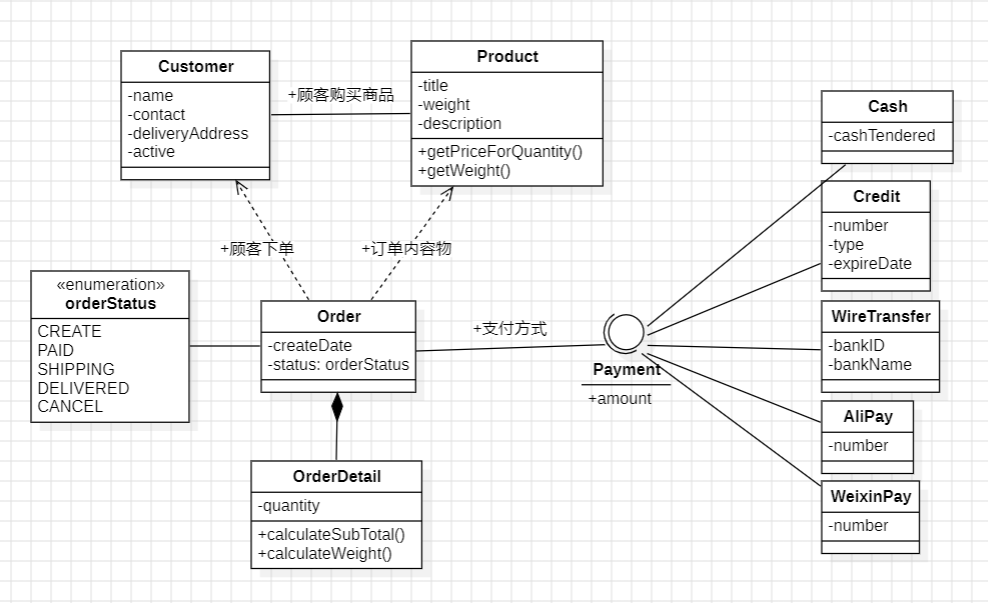 Customer
-name
-contact
-deliveryAddress
-active
+顾客购买商品
Product
-title
-weight
-description
+getPriceForQuantity()
+getWeight()
+顾客下单
+订单内容物
«enumeration»
orderStatus
CREATE
PAID
SHIPPING
DELIVERED
CANCEL
Order
-createDate
-status: orderStatus
+支付方式
Payment
+amount
OrderDetail
-quantity
+calculateSubTotal()
+calculateWeight()
Cash
-cashTendered
Credit
-number
-type
-expireDate
WireTransfer
-bankID
-bankName
AliPay
-number
WeixinPay
-number